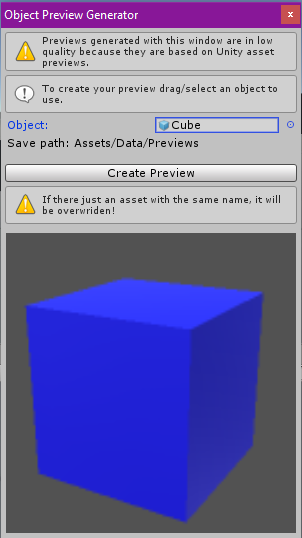 Object Preview Generator
x
Previews generated with this window are in low
quality because they are based on Unity asset
previews.
To create your preview drag/select an object to
use.
Object: Cube
Save path: Assets/Data/Previews
Create Preview
If there just an asset with the same name, it will
be overwriden!